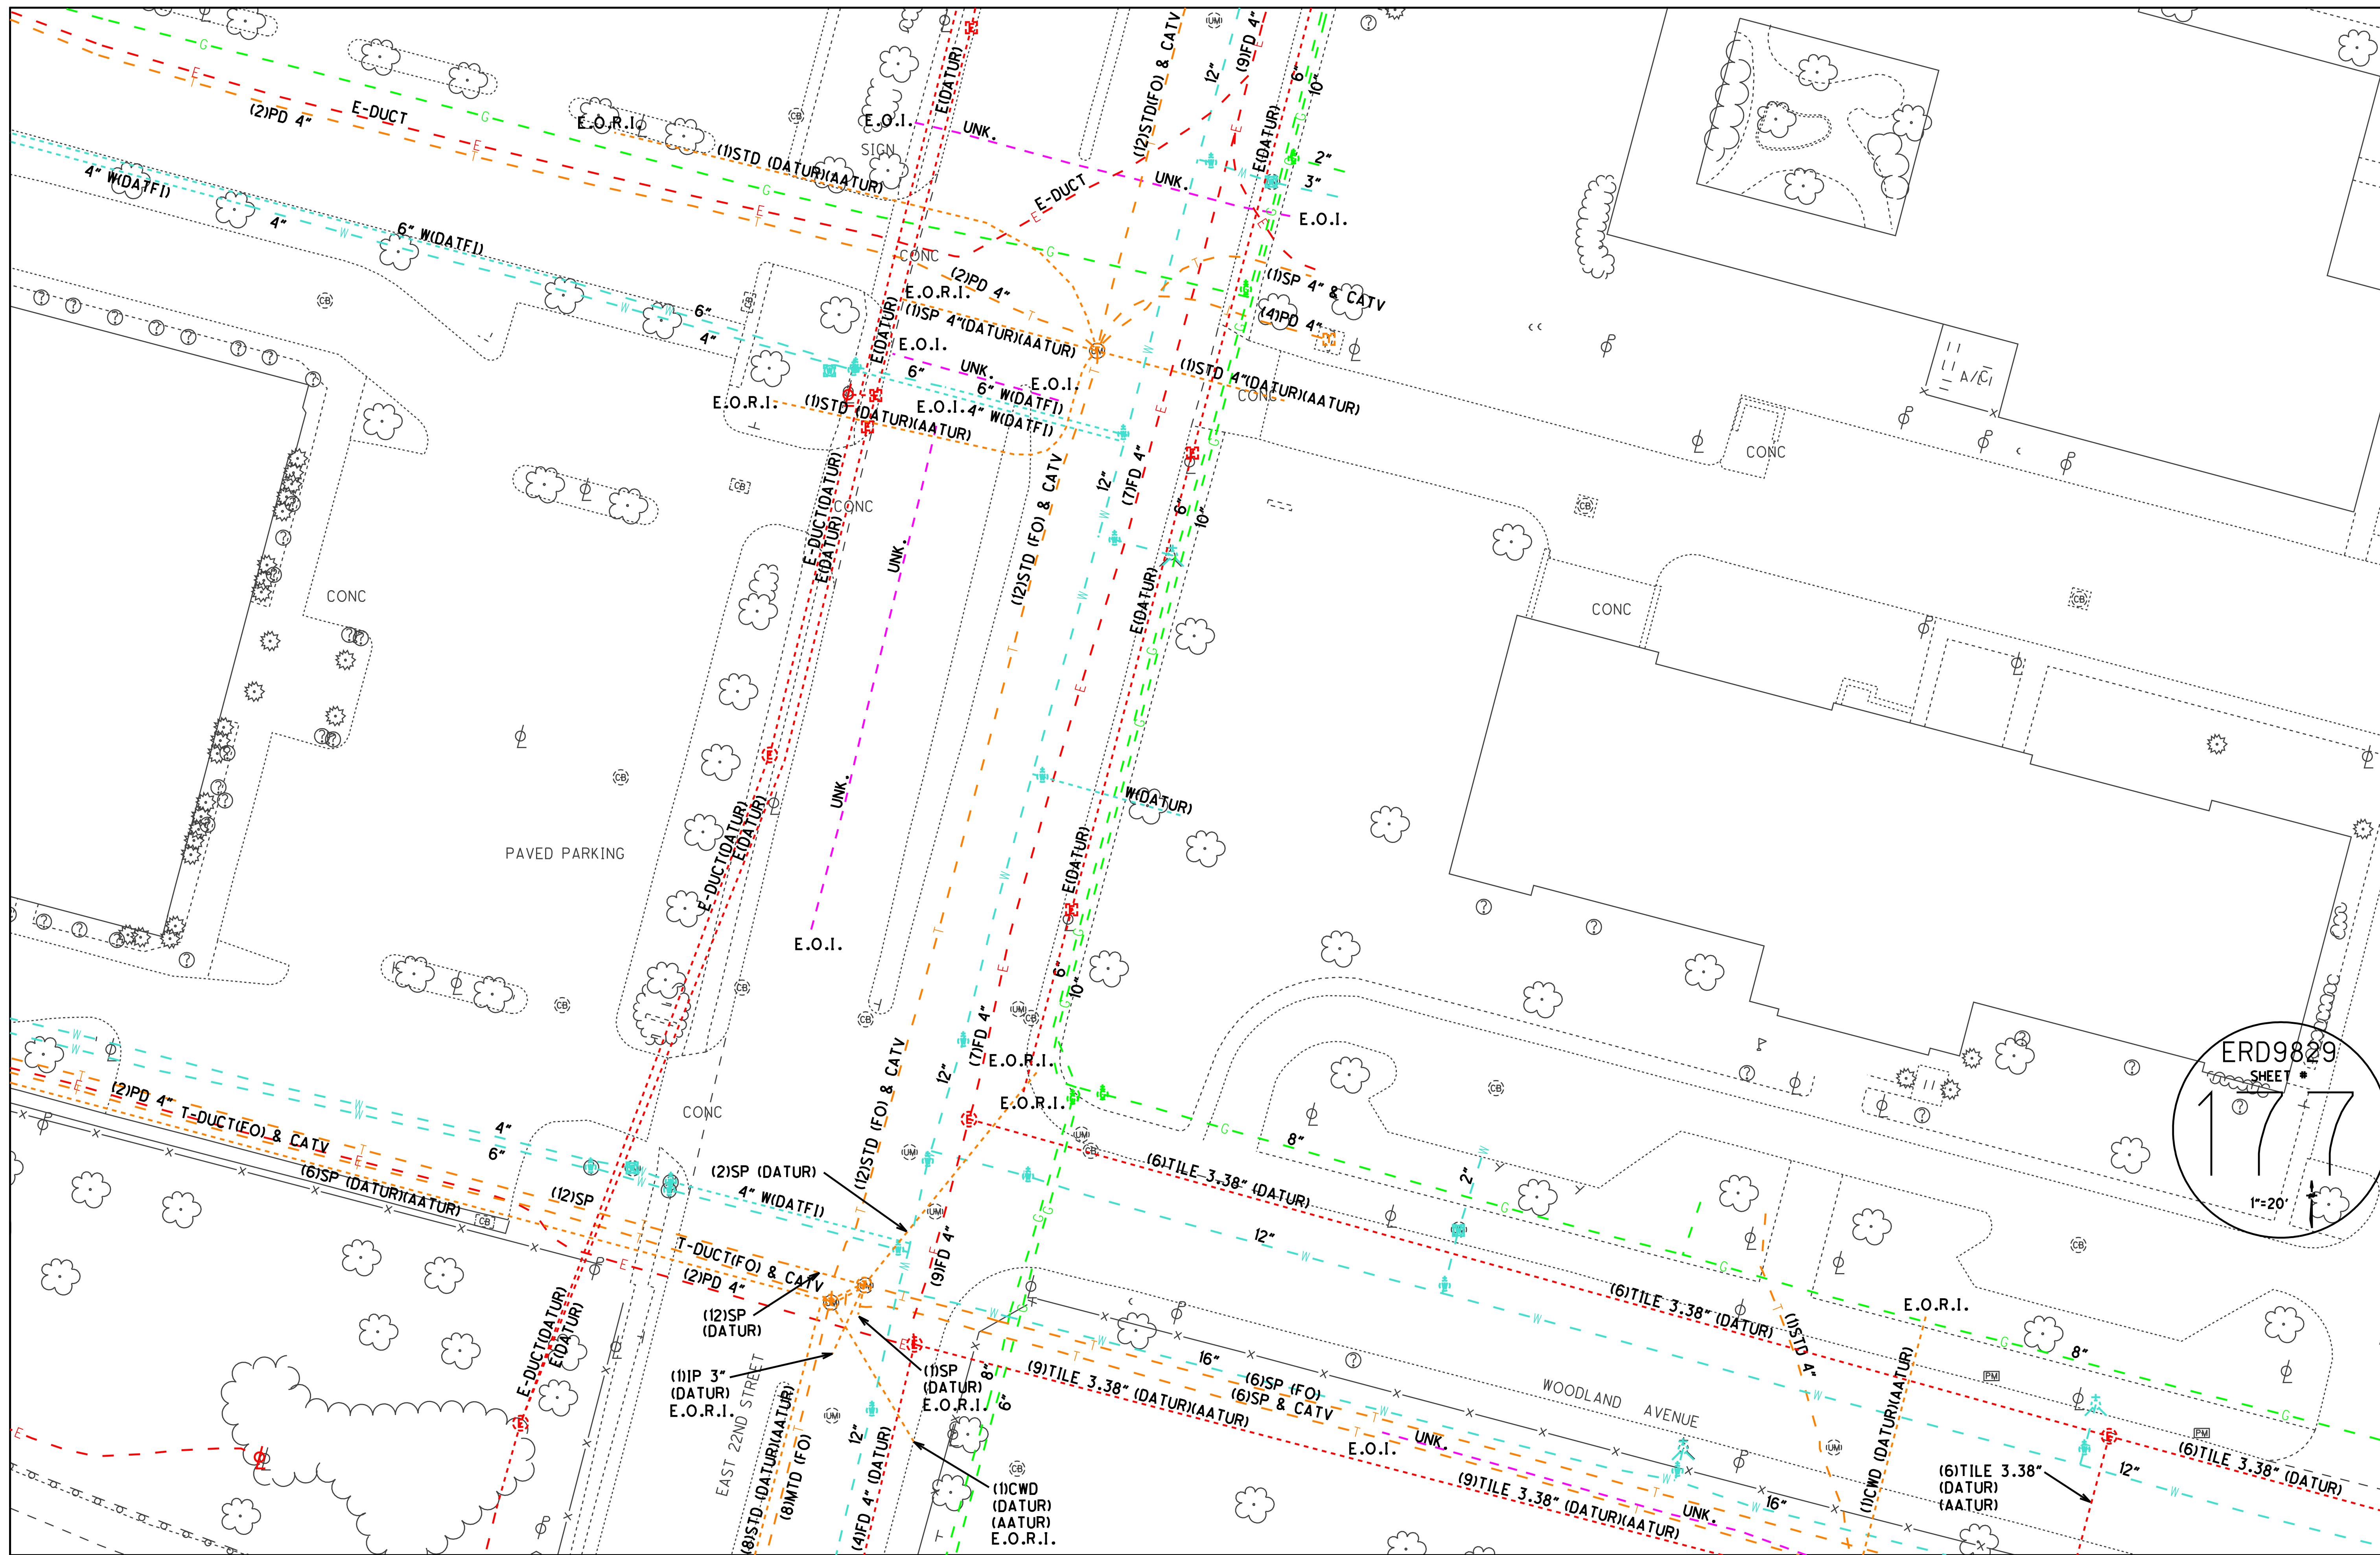 (12)STD(FO) & CATV
12"
(9)FD 4"
6"
10"
E(DATUR)
UM
G
E
T
E-DUCT
(2)PD 4"
E.O.R.I.
CB
E.O.I.
SIGN
UNK.
(1)STD (DATUR)(AATUR)
E(DATUR)
2"
3"
UNK.
E-DUCT
E.O.I.
4" W(DATFI)
4"
6" W(DATFI)
CONC
(2)PD 4"
E.O.R.I.
(1)SP 4" & CATV
(4)PD 4"
6"
4"
(1)SP 4"(DATUR)(AATUR)
E(DATUR)
E.O.I.
UNK.
E.O.I.
6"
6" W(DATFI)
(1)STD 4"(DATUR)(AATUR)
CONC
A/C
E.O.R.I.
(1)STD (DATUR)(AATUR)
E.O.I.
4" W(DATFI)
CONC
E-DUCT(DATUR)
E(DATUR)
CONC
UNK.
(12)STD (FO) & CATV
12"
(7)FD 4"
6"
10"
E(DATUR)
CONC
CONC
W(DATUR)
UNK.
E-DUCT(DATUR)
E(DATUR)
PAVED PARKING
E(DATUR)
E.O.I.
6"
10"
(12)STD (FO) & CATV
12"
(7)FD 4"
E.O.R.I.
E.O.R.I.
ERD9829
SHEET #
177
1"=20'
(2)PD 4"
T-DUCT(FO) & CATV
4"
6"
CONC
(6)SP (DATUR)(AATUR)
(12)SP
(2)SP (DATUR)
4" W(DATFI)
8"
(6)TILE 3.38" (DATUR)
2"
12"
T-DUCT(FO) & CATV
(2)PD 4"
(9)FD 4"
(12)SP
(DATUR)
(6)TILE 3.38" (DATUR)
(1)STD 4"
E.O.R.I.
8"
E-DUCT(DATUR)
E(DATUR)
FO
EAST 22ND STREET
(1)IP 3"
(DATUR)
E.O.R.I.
(1)SP
(DATUR)
E.O.R.I.
8"
6"
16"
(9)TILE 3.38" (DATUR)(AATUR)
(6)SP (FO)
(6)SP & CATV
WOODLAND AVENUE
E.O.I.
UNK.
(1)CWD (DATUR)(AATUR)
PM
PM
(8)STD (DATUR)(AATUR)
(8)MTD (FO)
12"
(4)FD 4" (DATUR)
(1)CWD
(DATUR)
(AATUR)
E.O.R.I.
(9)TILE 3.38" (DATUR)(AATUR)
UNK.
16"
(6)TILE 3.38"
(DATUR)
(AATUR)
12"
(6)TILE 3.38" (DATUR)